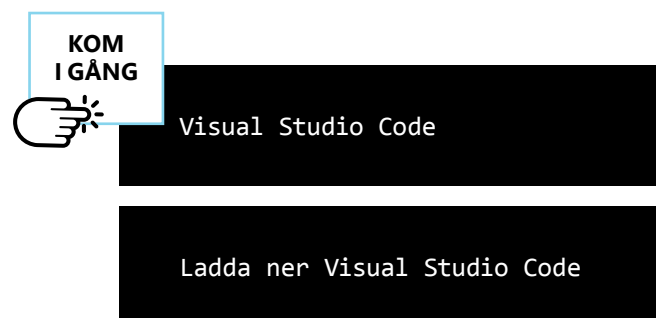 KOM
I GÅNG
Visual Studio Code
Ladda ner Visual Studio Code